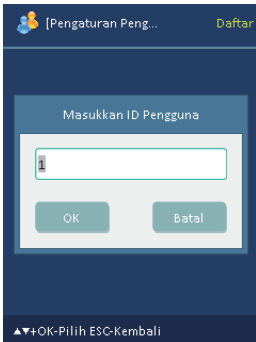 [Pengaturan Peng... Daftar
Masukkan ID Pengguna
1
OK Batal
▲▼+OK-Pilih ESC-Kembali